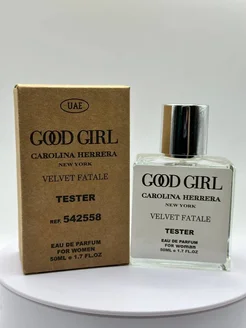 UAE
GOOD GIRL
CAROLINA HERRERA
NEW YORK
VELVET FATALE
TESTER
REF. 542558
EAU DE PARFUM
FOR WOMEN
50ML e 1.7 FL.OZ
GOOD GIRL
CAROLINA HERRERA
NEW YORK
VELVET FATALE
TESTER
EAU DE PARFUM
FOR woman
50ML e 1.7 FL.OZ